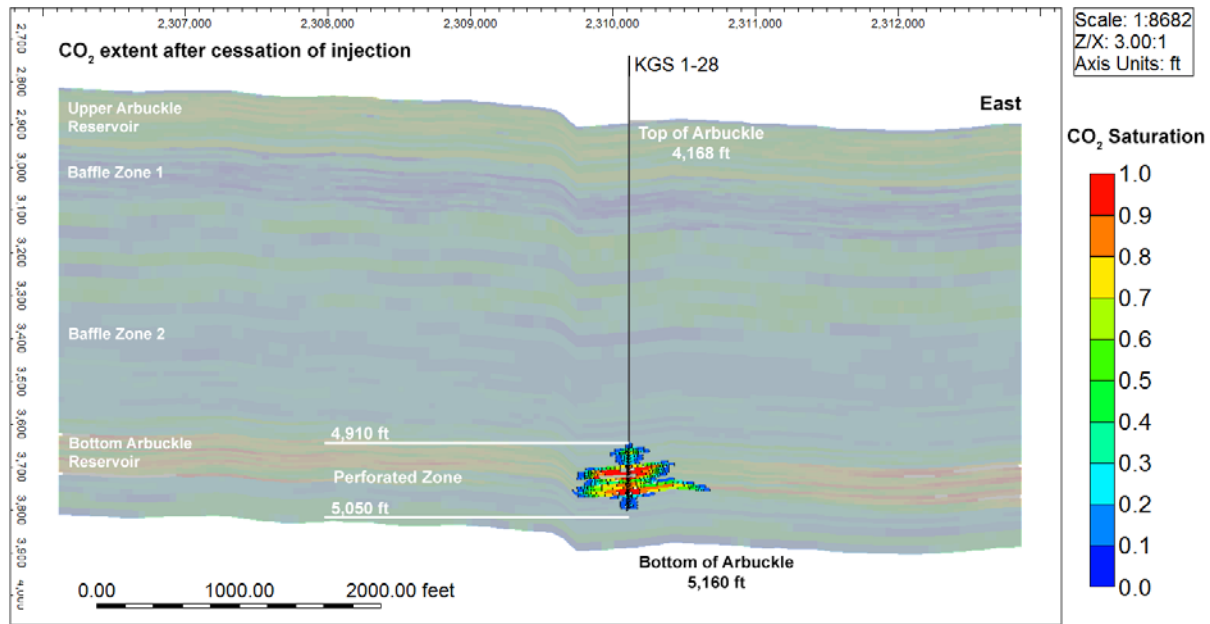 2,307,000 2,308,000 2,309,000 2,310,000 2,311,000 2,312,000
Scale: 1:8682
Z/X: 3.00:1
Axis Units: ft
CO₂ extent after cessation of injection
KGS 1-28
East
Upper Arbuckle
Reservoir
Top of Arbuckle
4,168 ft
Baffle Zone 1
Baffle Zone 2
4,910 ft
Bottom Arbuckle
Reservoir
Perforated Zone
5,050 ft
Bottom of Arbuckle
5,160 ft
2,700
2,800
2,900
3,000
3,100
3,200
3,300
3,400
3,500
3,600
3,700
3,800
3,900
0.00 1000.00 2000.00 feet
CO₂ Saturation
1.0
0.9
0.8
0.7
0.6
0.5
0.4
0.3
0.2
0.1
0.0